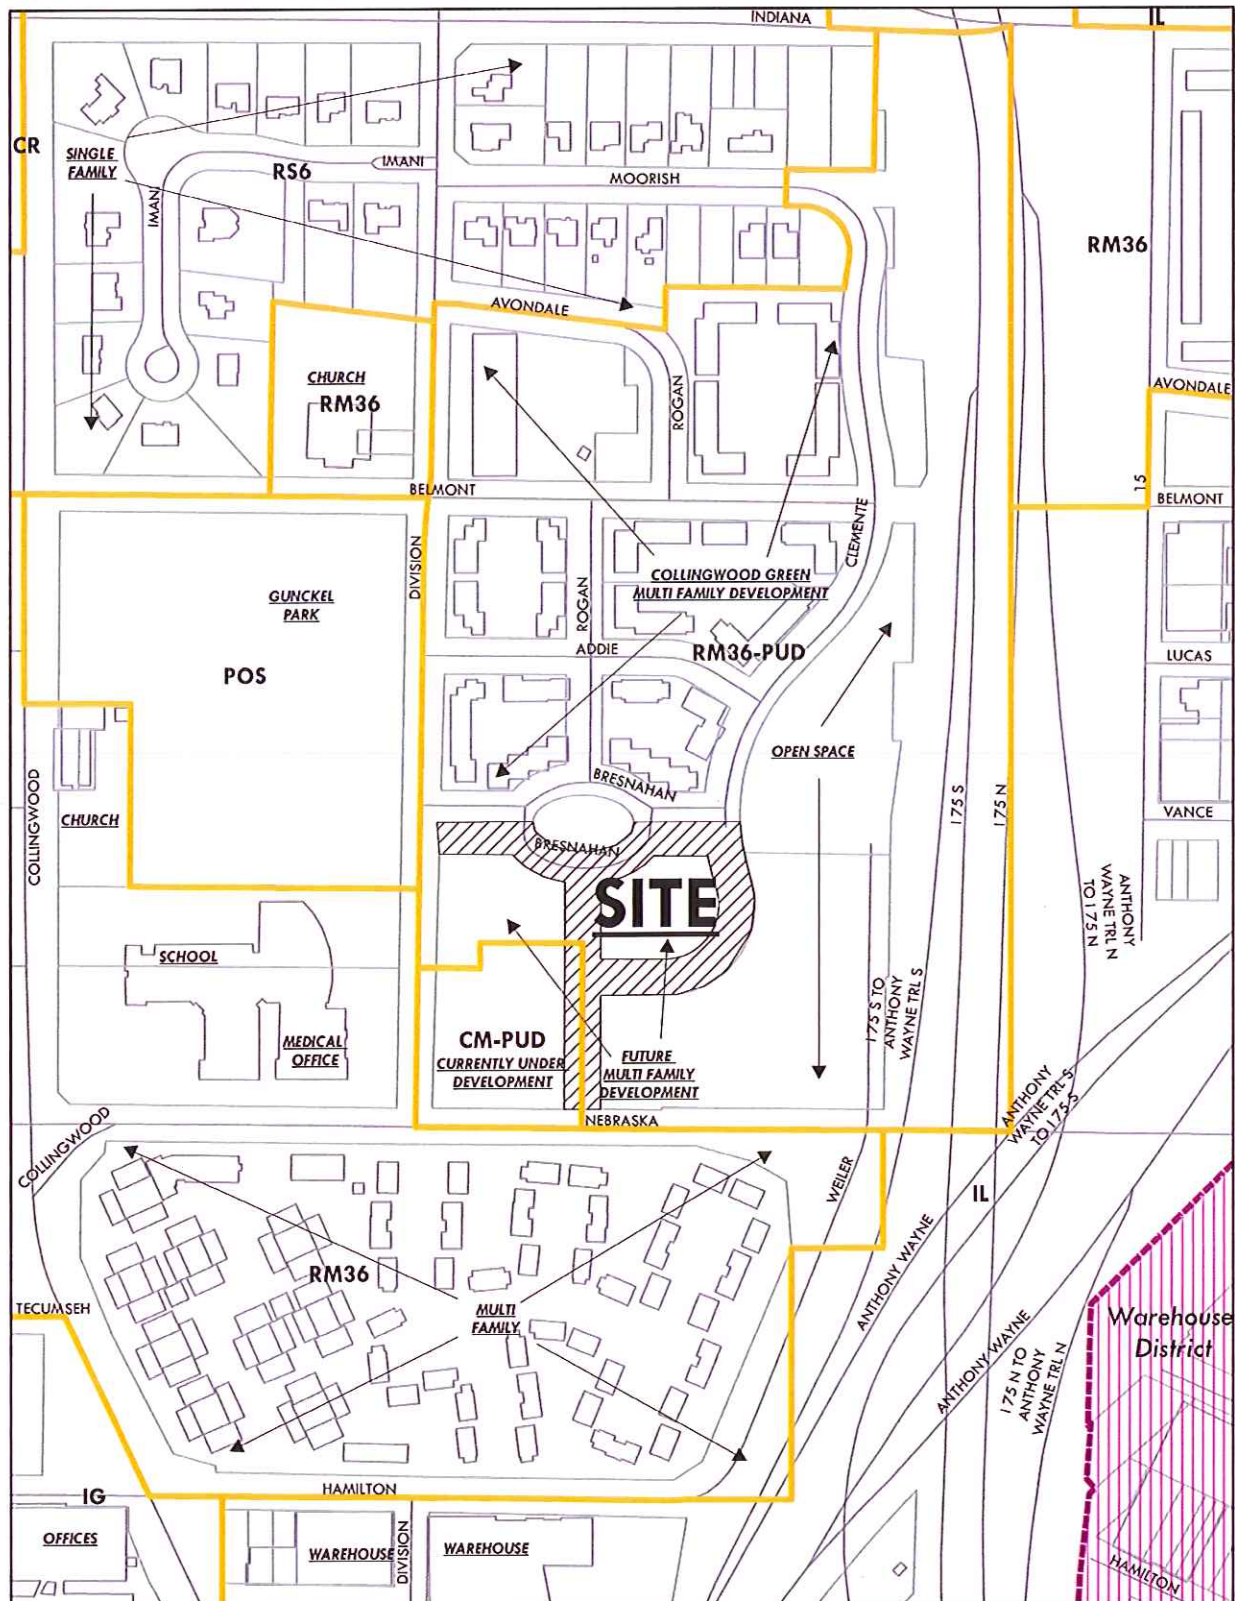 INDIANA
IL
CR
SINGLE
FAMILY
RS6
IMANI
IMANI
MOORISH
RM36
AVONDALE
CHURCH
RM36
ROGAN
AVONDALE
BELMONT
15
BELMONT
DIVISION
GUNCKEL
PARK
POS
ROGAN
CLEMENTE
COLLINGWOOD GREEN
MULTI FAMILY DEVELOPMENT
ADDIE
RM36-PUD
LUCAS
OPEN SPACE
BRESNAHAN
I 75 S
I 75 N
VANCE
COLLINGWOOD
CHURCH
BRESNAHAN
SITE
ANTHONY
WAYNE TRL N
TO I 75 N
SCHOOL
MEDICAL
OFFICE
I 75 S TO
ANTHONY
WAYNE TRL S
CM-PUD
CURRENTLY UNDER
DEVELOPMENT
FUTURE
MULTI FAMILY
DEVELOPMENT
NEBRASKA
ANTHONY
WAYNE TRL S
TO I 75 S
COLLINGWOOD
WEILER
IL
RM36
ANTHONY WAYNE
TECUMSEH
MULTI
FAMILY
Warehouse
District
ANTHONY WAYNE
I 75 N TO
ANTHONY
WAYNE TRL N
HAMILTON
IG
OFFICES
WAREHOUSE
DIVISION
WAREHOUSE
HAMILTON